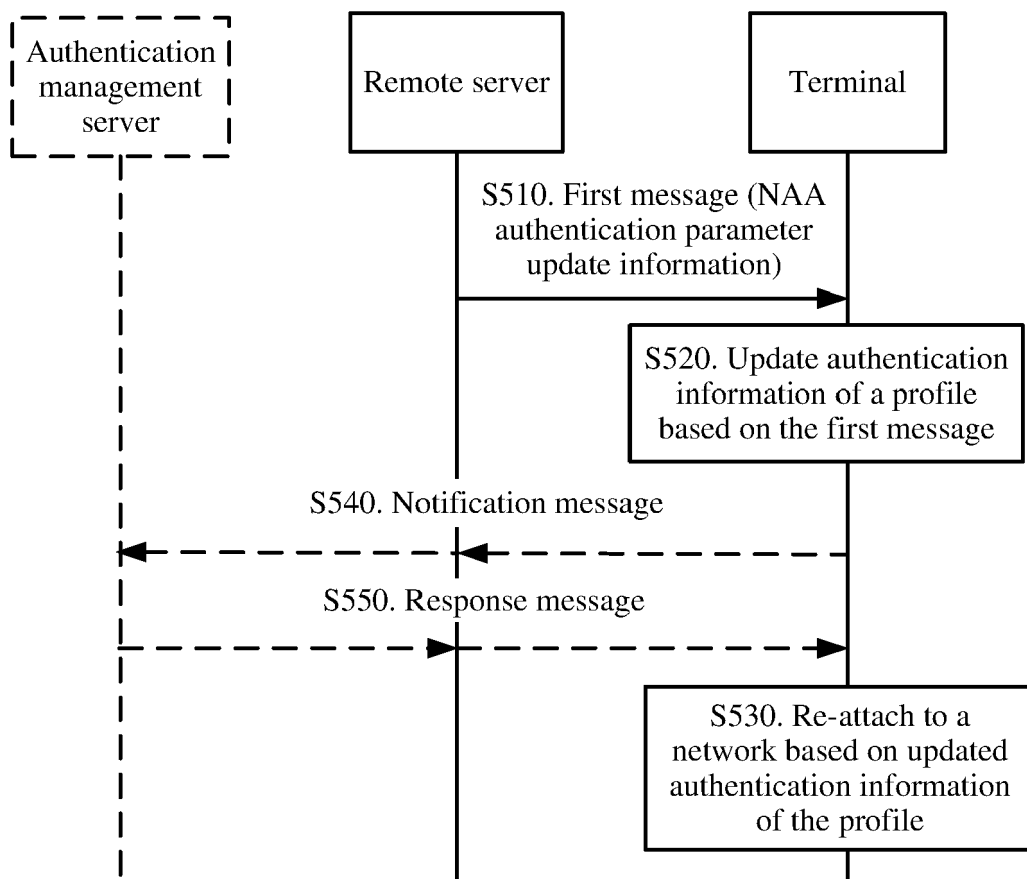 Authentication
management
server
Remote server
Terminal
S510. First message (NAA
authentication parameter
update information)
S520. Update authentication
information of a profile
based on the first message
S540. Notification message
S550. Response message
S530. Re-attach to a
network based on updated
authentication information
of the profile